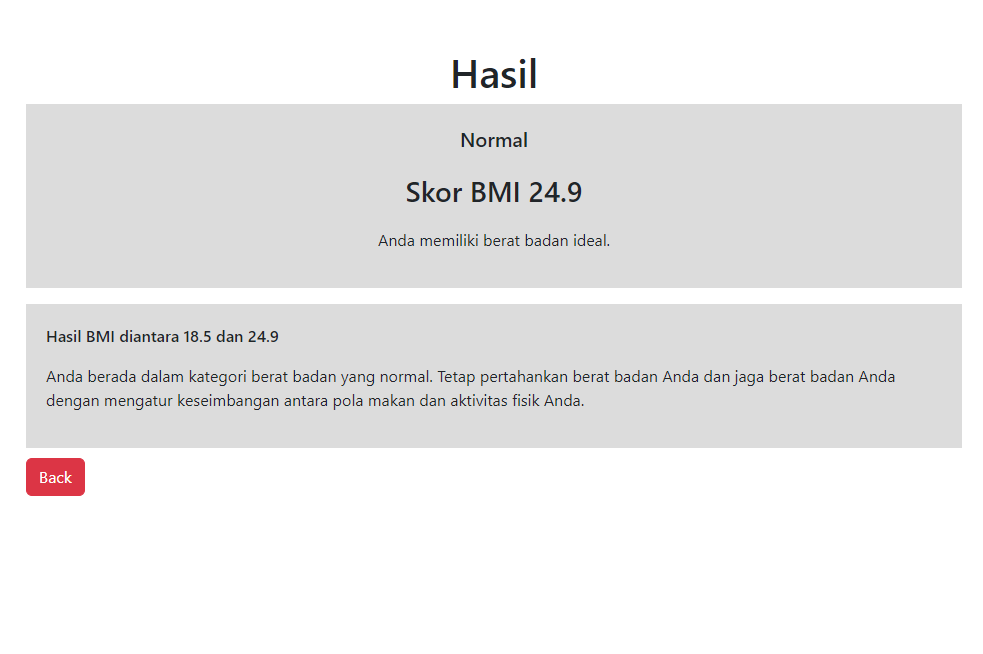 Hasil
Normal
Skor BMI 24.9
Anda memiliki berat badan ideal.
Hasil BMI diantara 18.5 dan 24.9
Anda berada dalam kategori berat badan yang normal. Tetap pertahankan berat badan Anda dan jaga berat badan Anda
dengan mengatur keseimbangan antara pola makan dan aktivitas fisik Anda.
Back